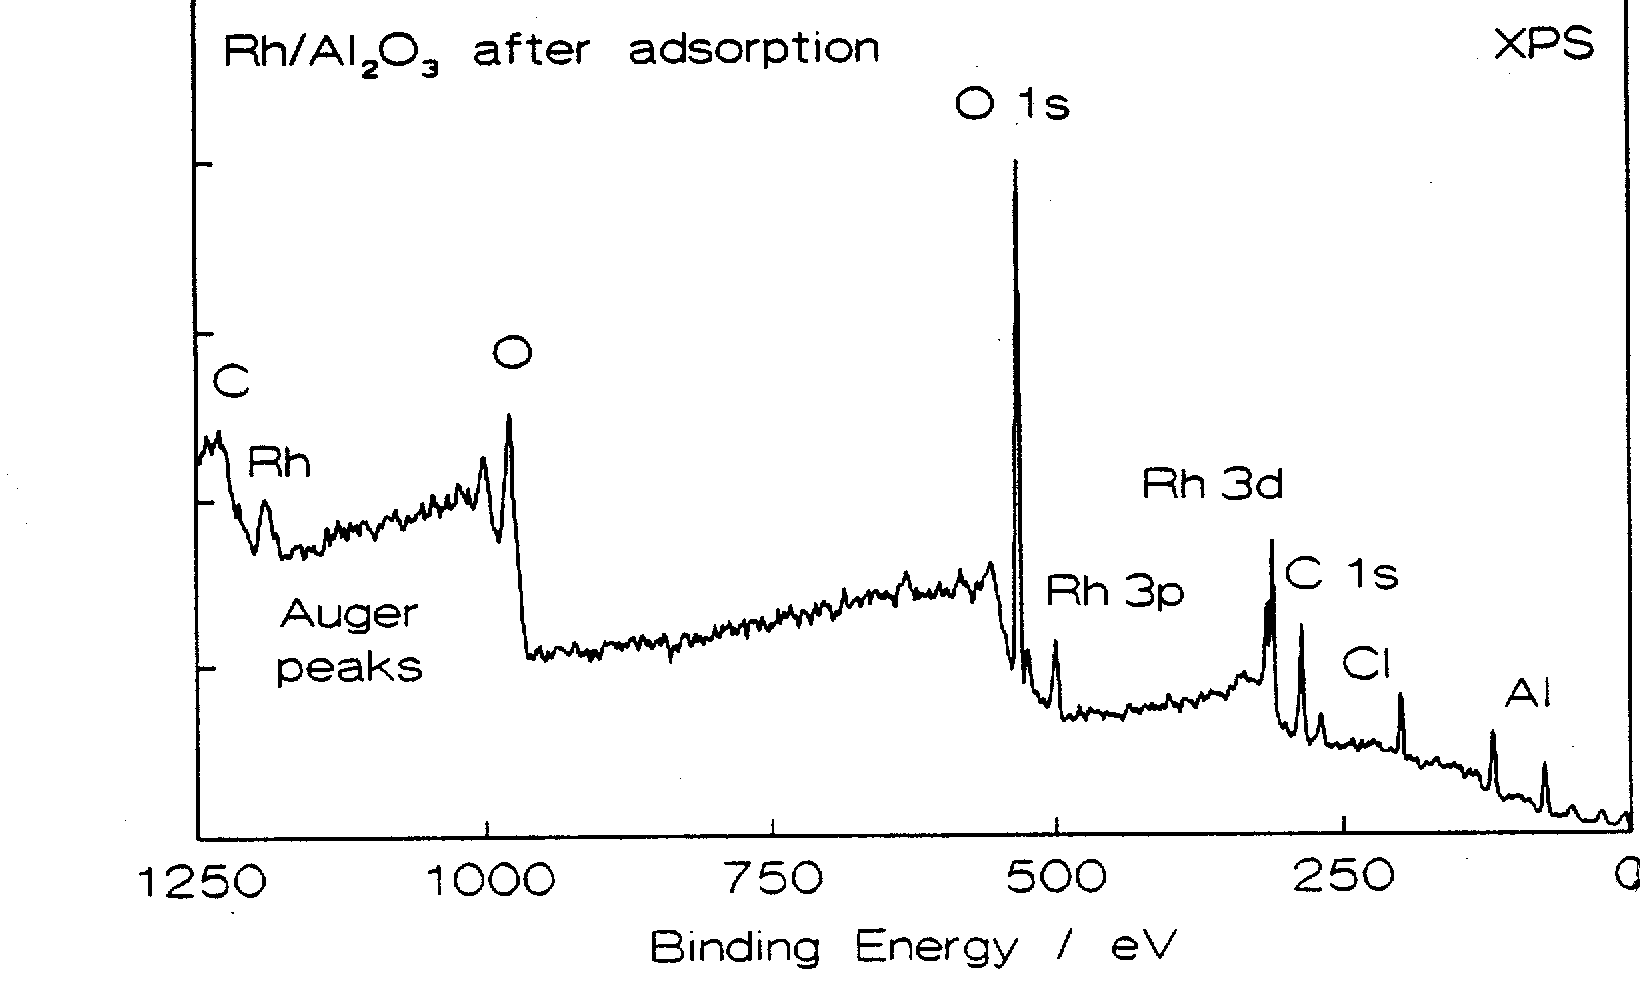 Rh/Al₂O₃ after adsorption
XPS
O 1s
O
C
Rh
Rh 3d
C 1s
Rh 3p
Auger
peaks
Cl
Al
1250 1000 750 500 250 0
Binding Energy / eV